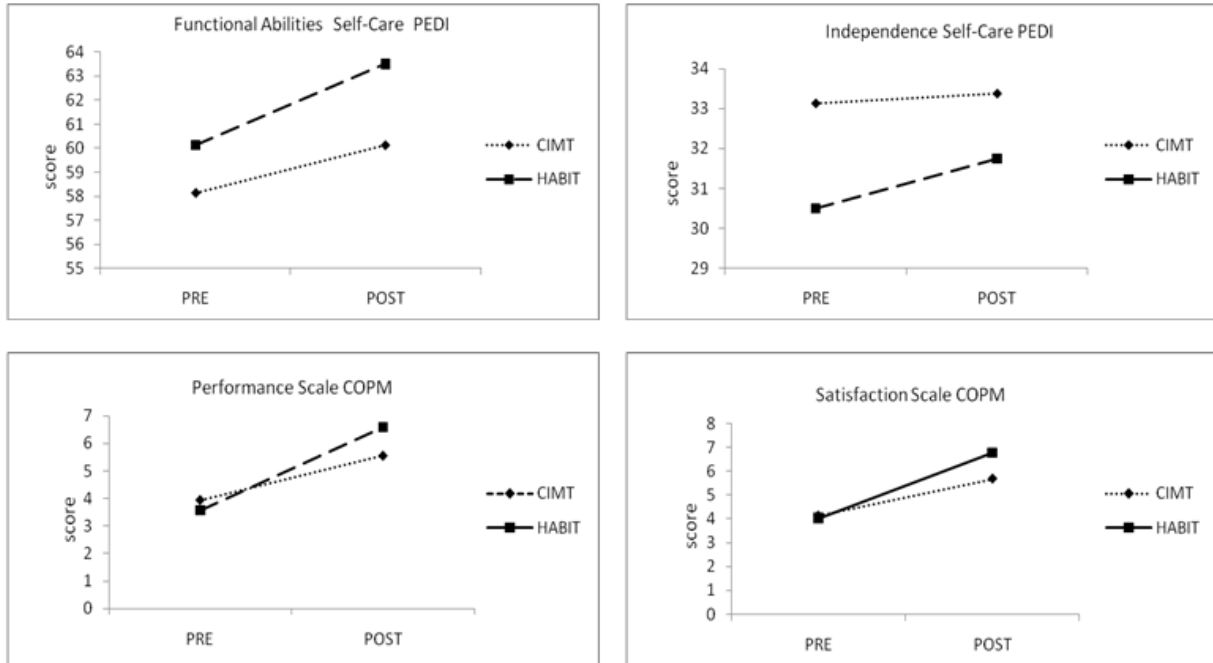 Functional Abilities Self-Care PEDI
64
63
62
61
60
59
58
57
56
55
score
PRE
POST
CIMT
HABIT
Independence Self-Care PEDI
34
33
32
31
30
29
score
PRE
POST
CIMT
HABIT
Performance Scale COPM
7
6
5
4
3
2
1
0
score
PRE
POST
CIMT
HABIT
Satisfaction Scale COPM
8
7
6
5
4
3
2
1
0
score
PRE
POST
CIMT
HABIT